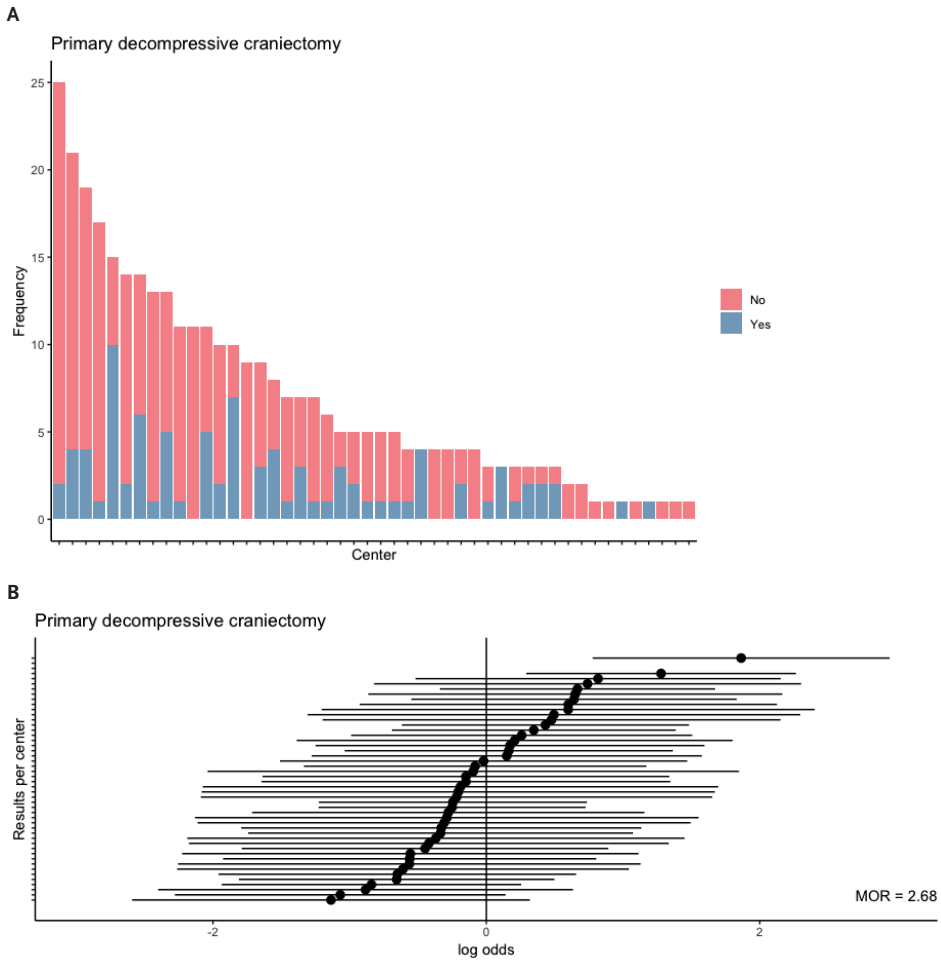 A
Primary decompressive craniectomy
25
20
15
10
5
0
Frequency
Center
No
Yes
B
Primary decompressive craniectomy
Results per center
MOR = 2.68
-2
0
2
log odds